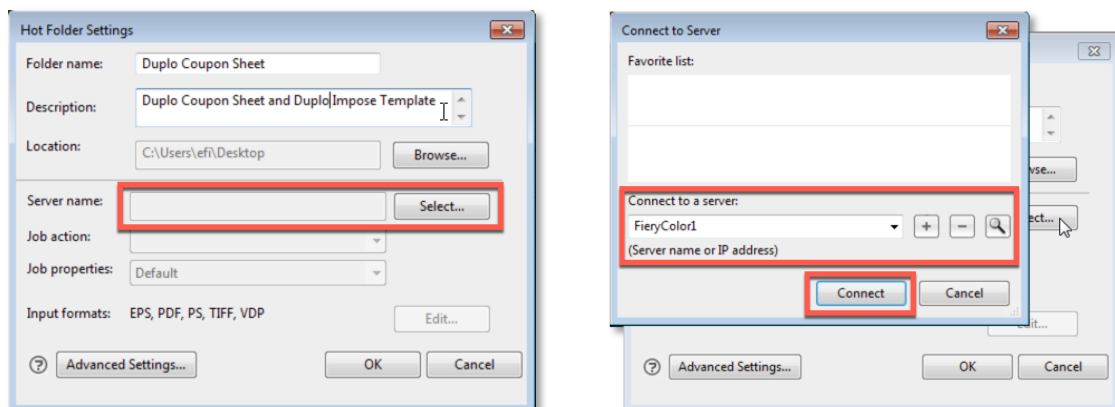 Hot Folder Settings
Folder name: Duplo Coupon Sheet
Description: Duplo Coupon Sheet and Duplo Impose Template
Location: C:\Users\efi\Desktop Browse...
Server name: Select...
Job action:
Job properties: Default
Input formats: EPS, PDF, PS, TIFF, VDP Edit...
? Advanced Settings... OK Cancel
Connect to Server
Favorite list:
Connect to a server:
FieryColor1
(Server name or IP address)
Connect Cancel
wse...
ect...
Edit...
? Advanced Settings... OK Cancel